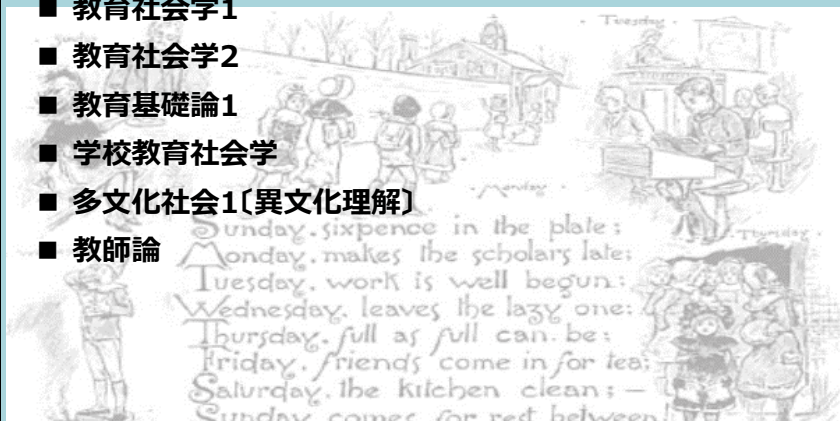 ■ 教育社会学1
■ 教育社会学2
■ 教育基礎論1
■ 学校教育社会学
■ 多文化社会1〔異文化理解〕
■ 教師論
Tuesday.
Monday.
Thursday.
Sunday, sixpence in the plate;
Monday, makes the scholars late;
Tuesday, work is well begun:
Wednesday, leaves the lazy one:
Thursday, full as full can be;
Friday, friends come in for tea;
Saturday, the kitchen clean; —
Sunday comes for rest between!